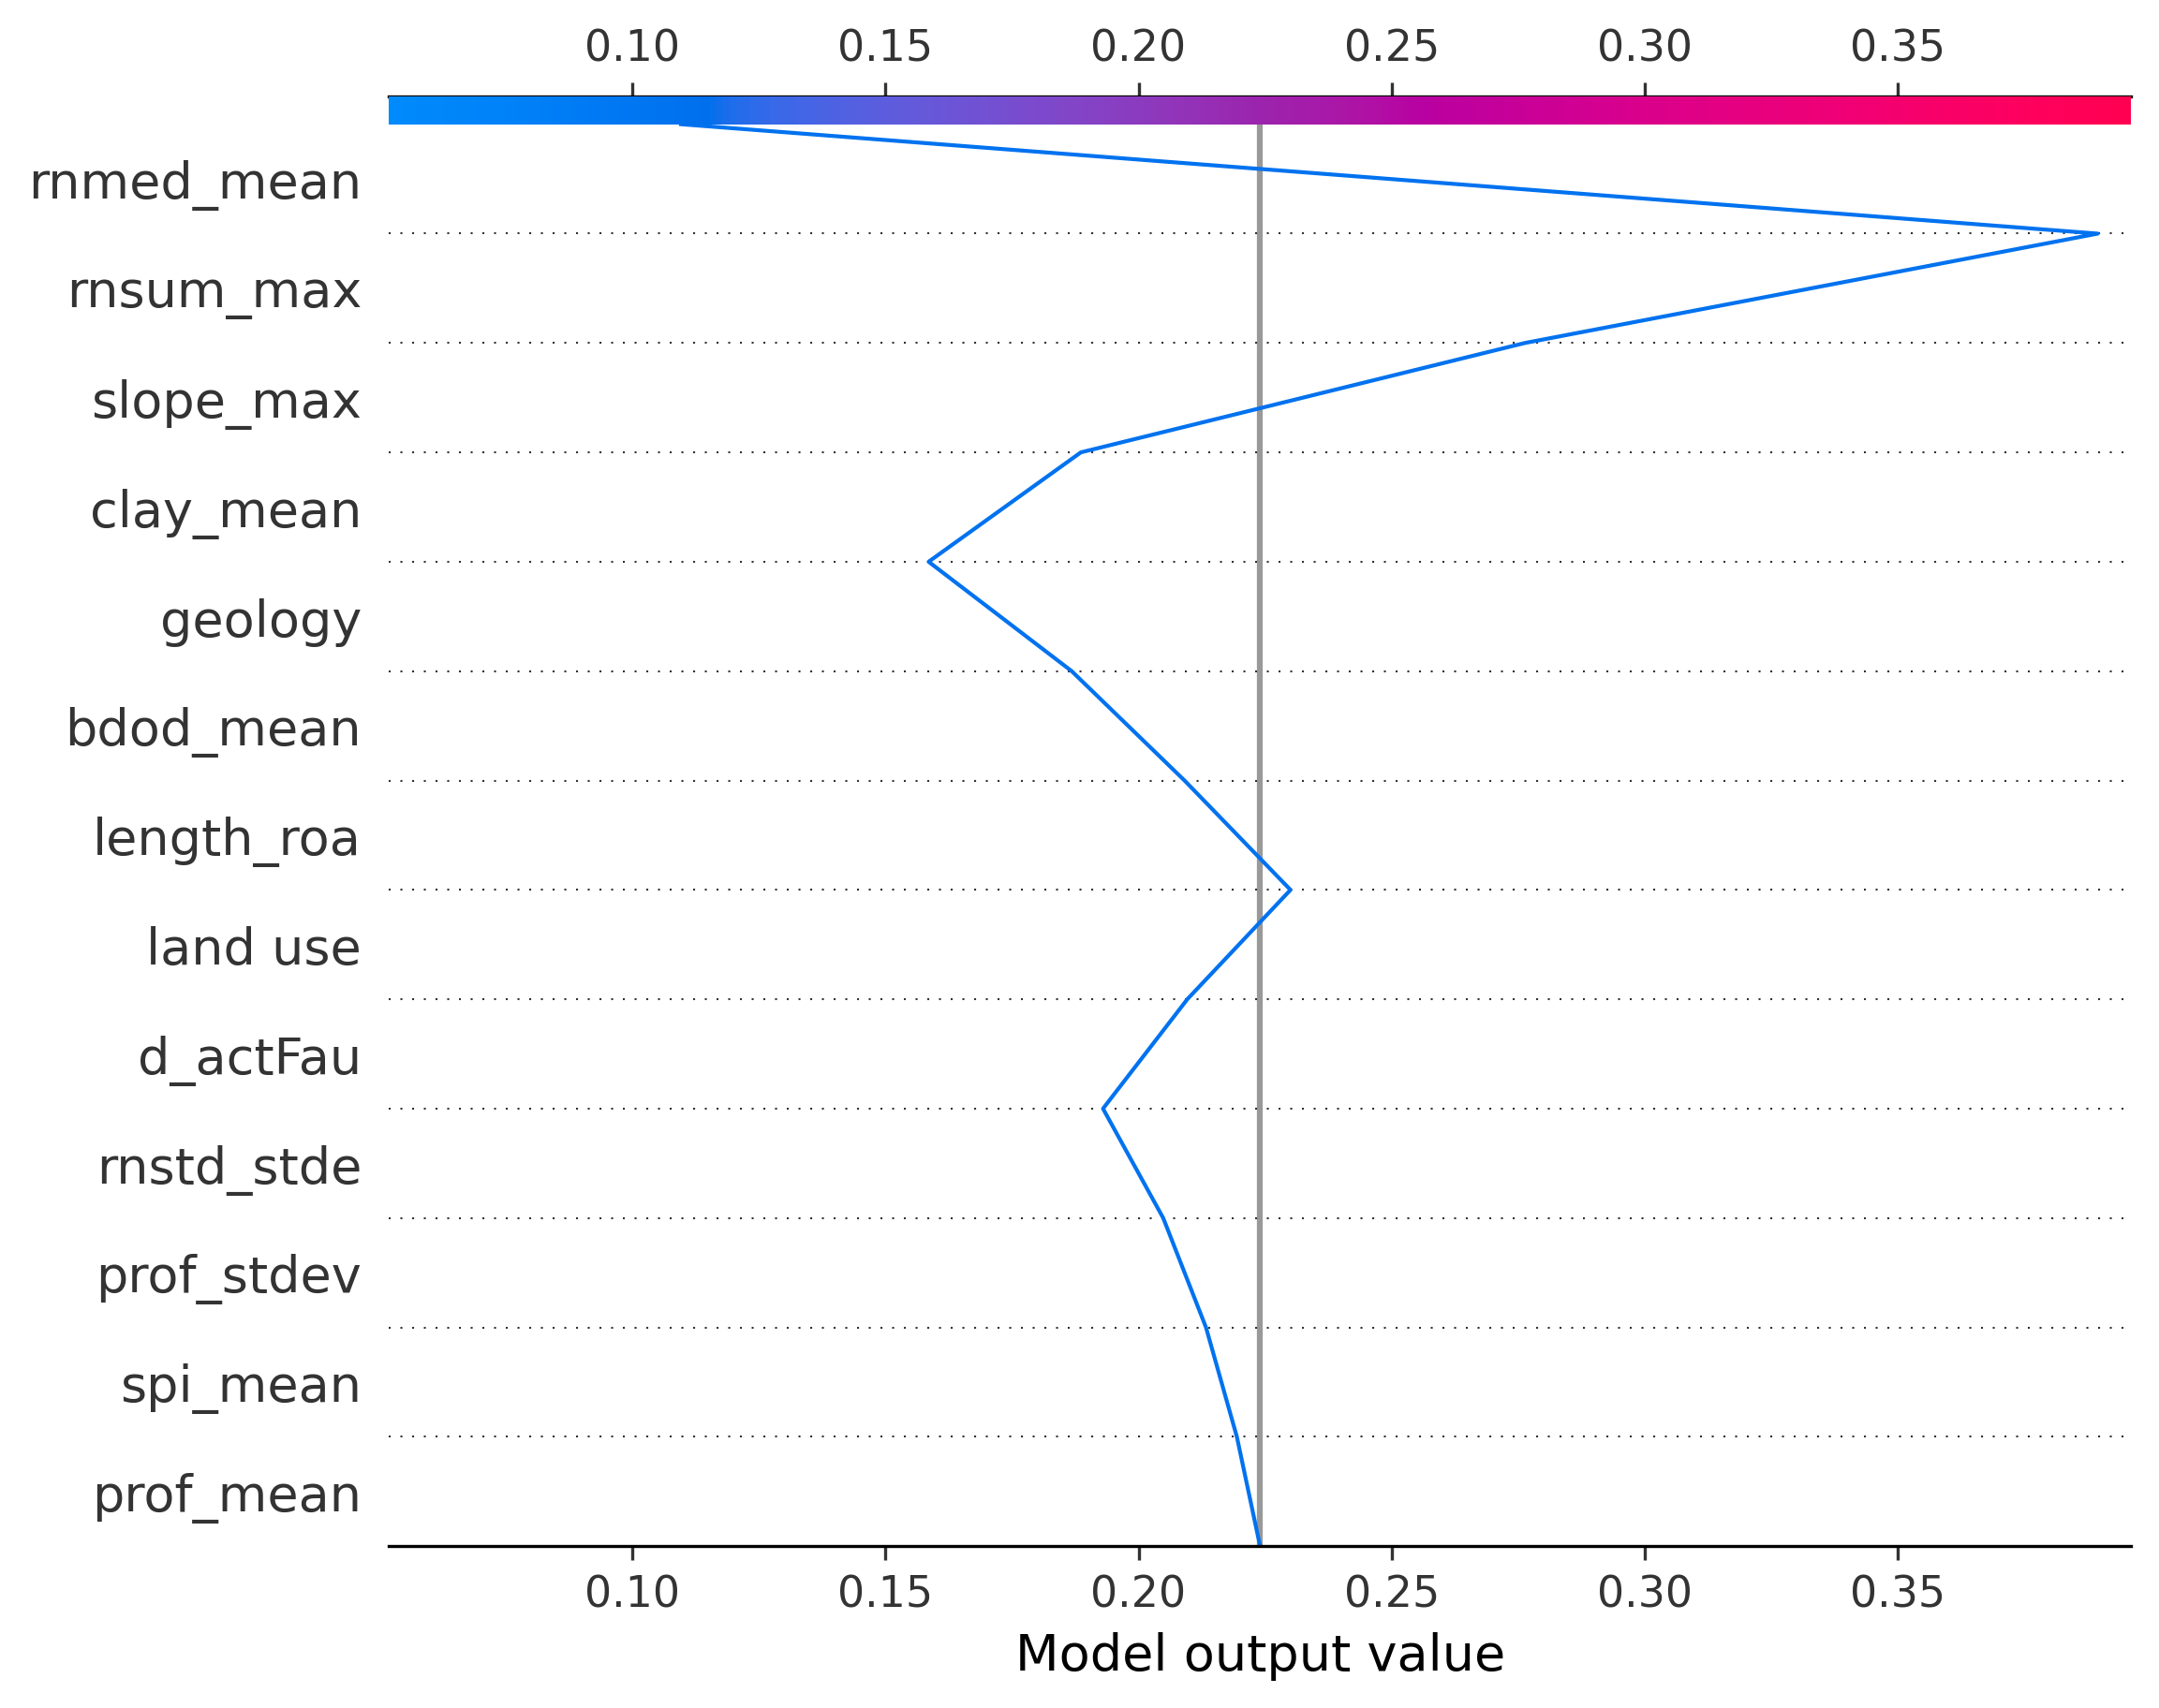 0.10 0.15 0.20 0.25 0.30 0.35
rnmed_mean
rnsum_max
slope_max
clay_mean
geology
bdod_mean
length_roa
land use
d_actFau
rnstd_stde
prof_stdev
spi_mean
prof_mean
0.10 0.15 0.20 0.25 0.30 0.35
Model output value